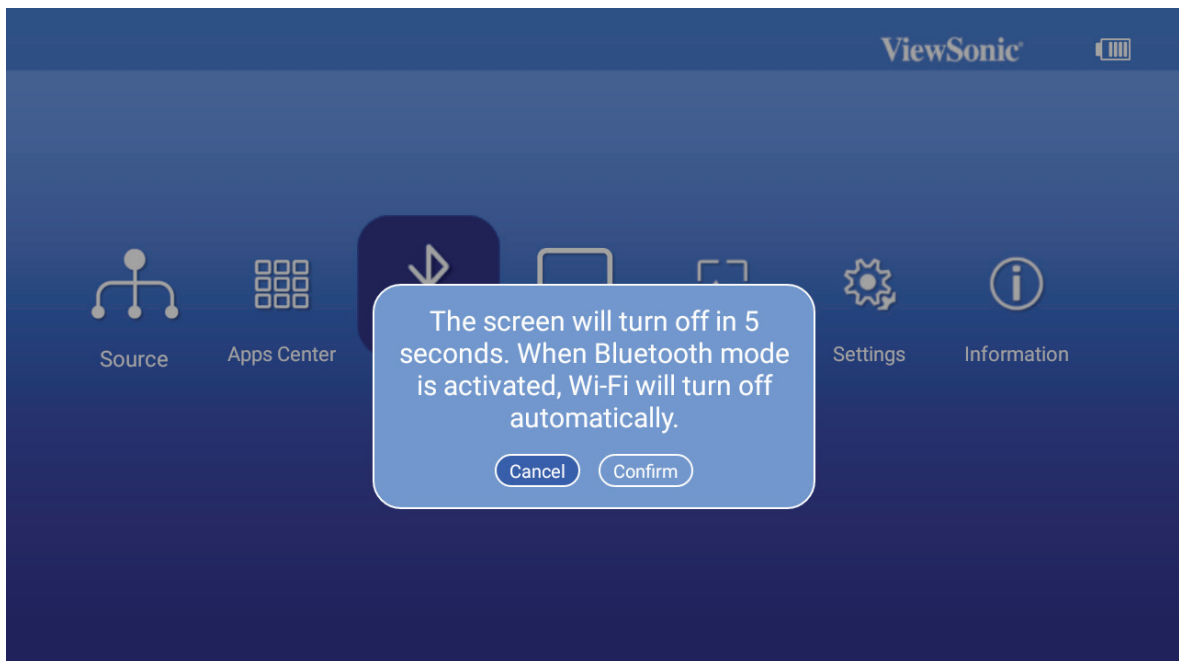 ViewSonic®
The screen will turn off in 5
seconds. When Bluetooth mode
is activated, Wi-Fi will turn off
automatically.
Cancel Confirm
Source Apps Center Settings Information